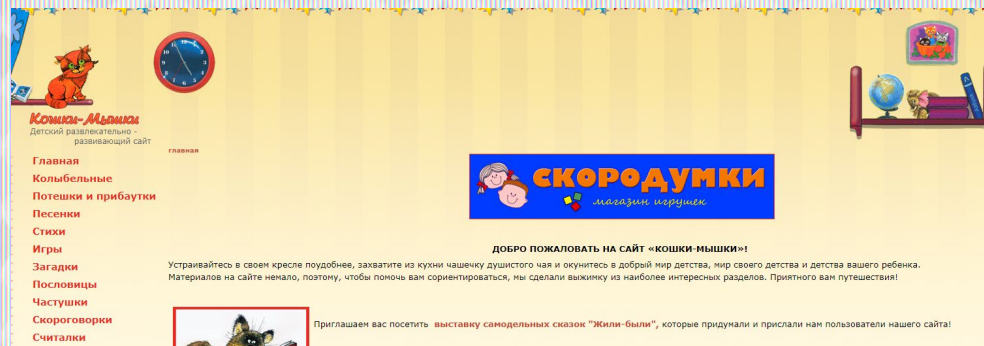 Кошки-Мышки
Детский развлекательно -
развивающий сайт
главная
Главная
Колыбельные
Потешки и прибаутки
Песенки
Стихи
Игры
Загадки
Пословицы
Частушки
Скороговорки
Считалки
СКОРОДУМКИ
магазин игрушек
ДОБРО ПОЖАЛОВАТЬ НА САЙТ «КОШКИ-МЫШКИ»!
Устраивайтесь в своем кресле поудобнее, захватите из кухни чашечку душистого чая и окунитесь в добрый мир детства, мир своего детства и детства вашего ребенка.
Материалов на сайте немало, поэтому, чтобы помочь вам сориентироваться, мы сделали выжимку из наиболее интересных разделов. Приятного вам путешествия!
Приглашаем вас посетить выставку самодельных сказок "Жили-были", которые придумали и прислали нам пользователи нашего сайта!